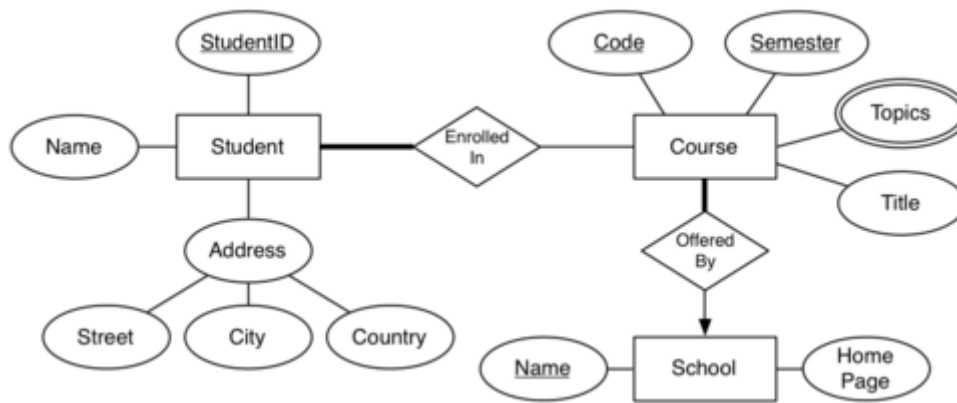 StudentID
Code
Semester
Topics
Name
Student
Enrolled
In
Course
Title
Address
Offered
By
Street
City
Country
Name
School
Home
Page